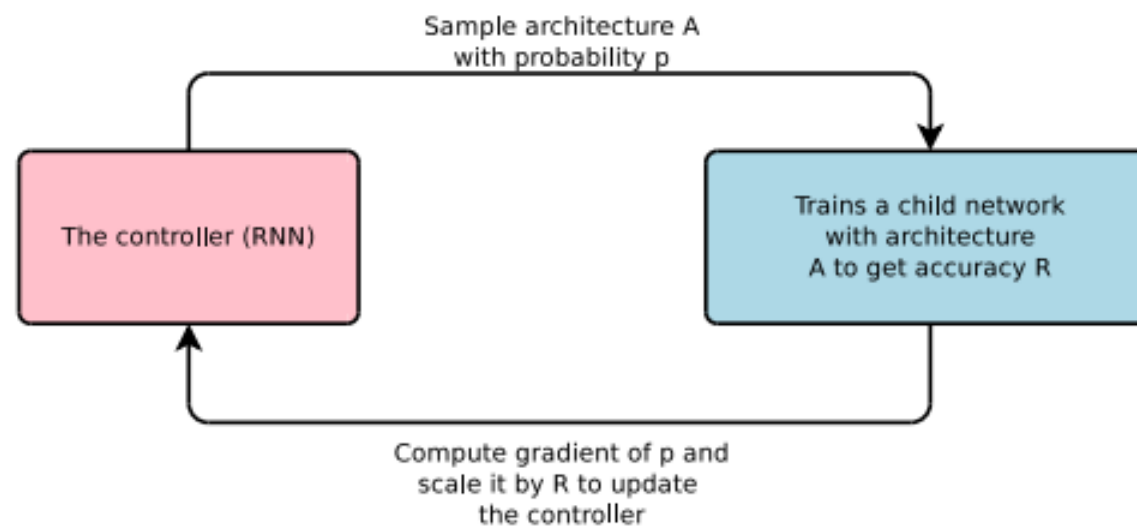 Sample architecture A
with probability p
The controller (RNN)
Trains a child network
with architecture
A to get accuracy R
Compute gradient of p and
scale it by R to update
the controller